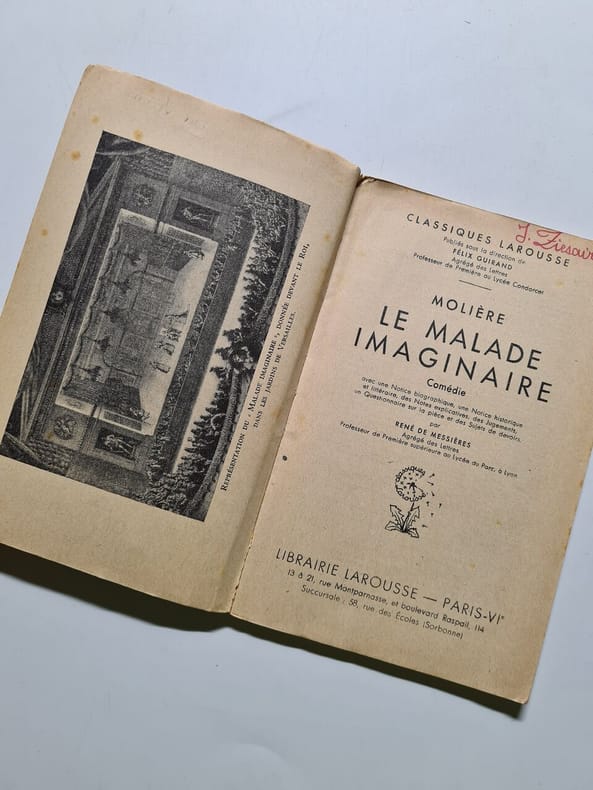 Représentation du " Malade imaginaire ", donnée devant le Roi,
dans les jardins de Versailles.
CLASSIQUES LAROUSSE
Publiés sous la direction de
FÉLIX GUIRAND
Agrégé des Lettres
Professeur de Première au Lycée Condorcet
MOLIÈRE
LE MALADE
IMAGINAIRE
Comédie
avec une Notice biographique, une Notice historique
et littéraire, des Notes explicatives, des Jugements,
un Questionnaire sur la pièce et des Sujets de devoirs,
par
RENÉ DE MESSIÈRES
Agrégé des Lettres
Professeur de Première supérieure au Lycée du Parc, à Lyon
Classiques
Larousse
LIBRAIRIE LAROUSSE — PARIS-VIe
13 à 21, rue Montparnasse, et boulevard Raspail, 114
Succursale : 58, rue des Écoles (Sorbonne)